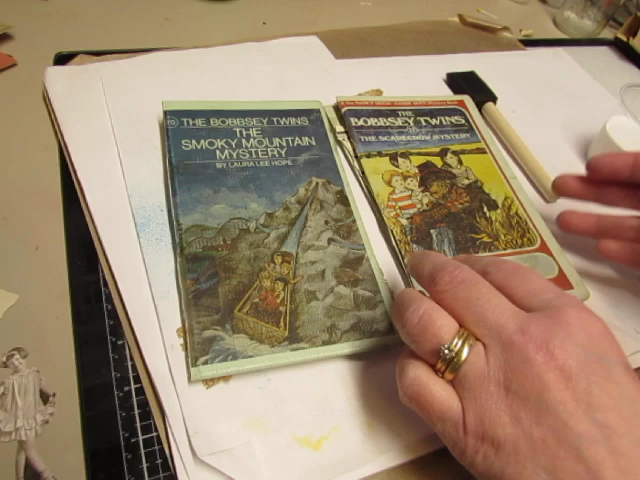 THE BOBBSEY TWINS
THE
SMOKY MOUNTAIN
MYSTERY
BY LAURA LEE HOPE
THE
BOBBSEY TWINS
THE SCARECROW MYSTERY